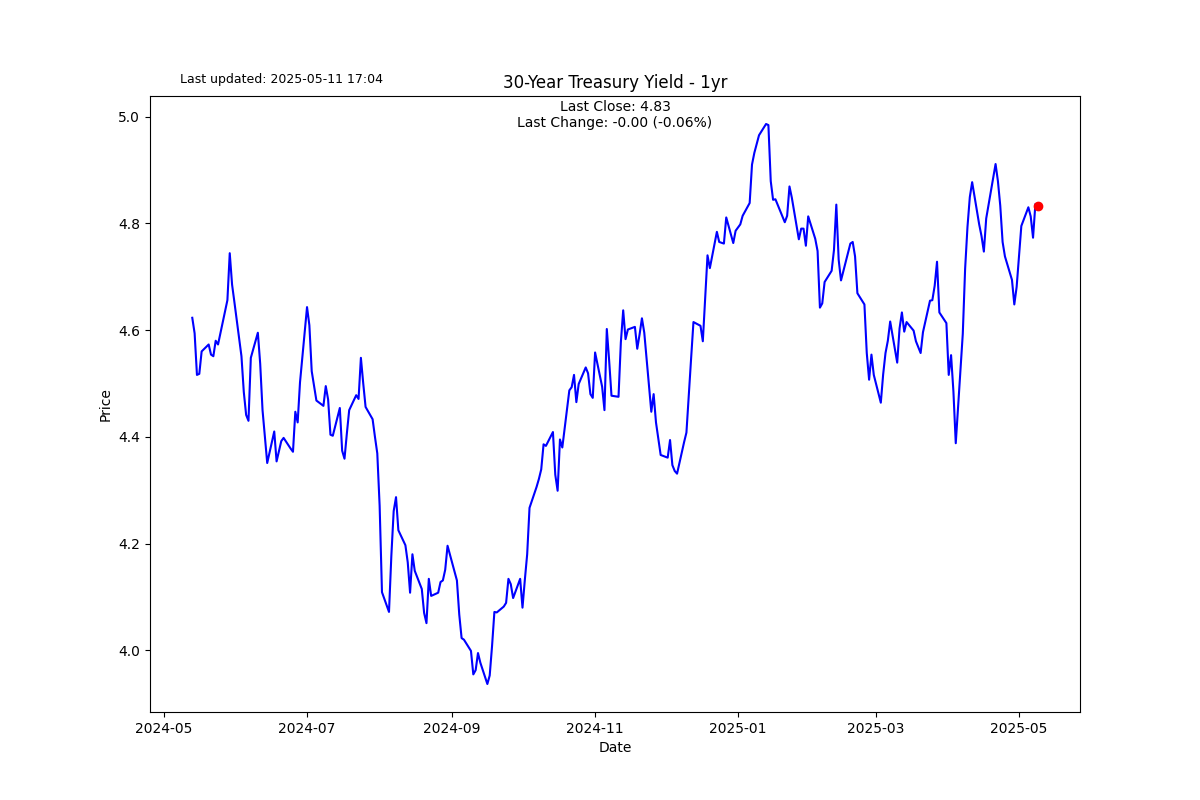 Last updated: 2025-05-11 17:04
30-Year Treasury Yield - 1yr
Last Close: 4.83
Last Change: -0.00 (-0.06%)
5.0
4.8
4.6
4.4
4.2
4.0
Price
2024-05
2024-07
2024-09
2024-11
2025-01
2025-03
2025-05
Date